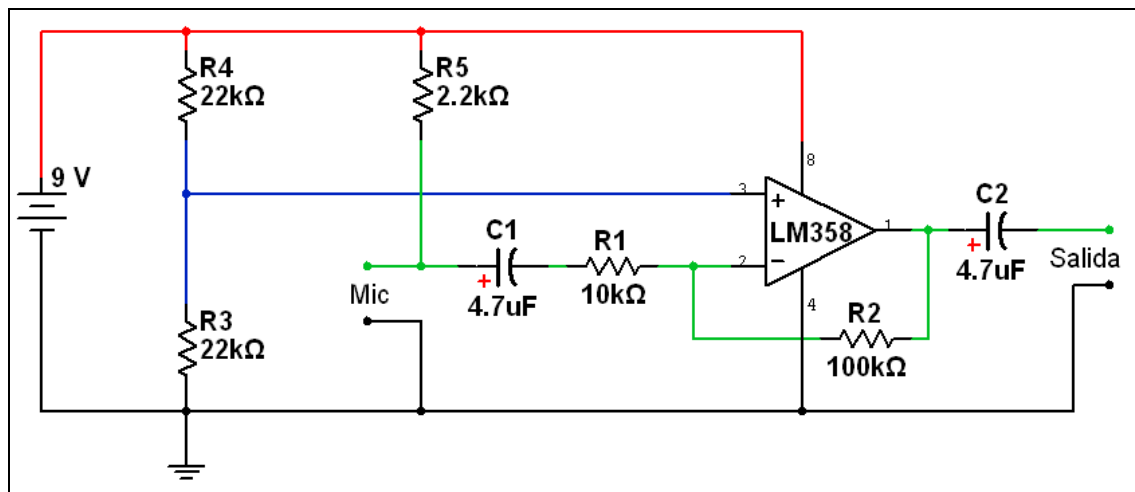 R4
22kΩ
R5
2.2kΩ
9 V
8
3
+
LM358
1
C2
+
4.7uF
Salida
C1
+
4.7uF
R1
10kΩ
2
−
Mic
4
R2
100kΩ
R3
22kΩ